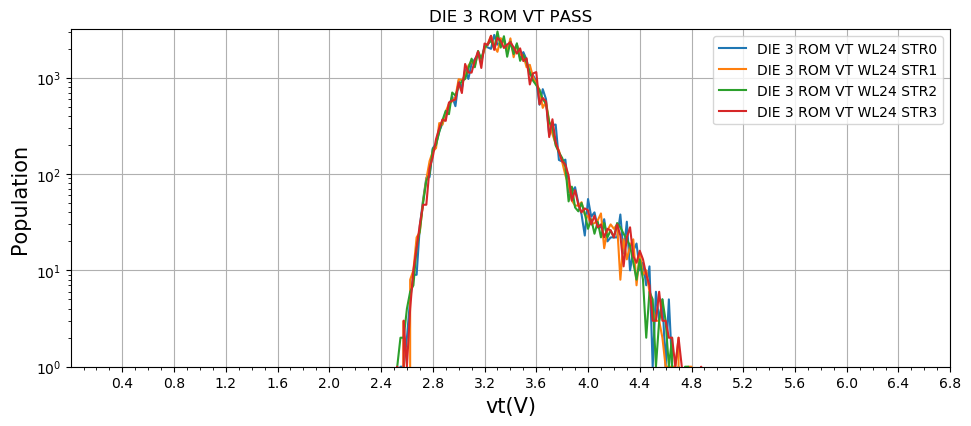 DIE 3 ROM VT PASS
DIE 3 ROM VT WL24 STR0
DIE 3 ROM VT WL24 STR1
DIE 3 ROM VT WL24 STR2
DIE 3 ROM VT WL24 STR3
Population
10³
10²
10¹
10⁰
0.4 0.8 1.2 1.6 2.0 2.4 2.8 3.2 3.6 4.0 4.4 4.8 5.2 5.6 6.0 6.4 6.8
vt(V)